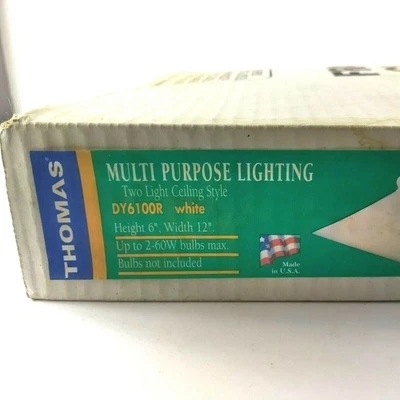 THOMAS
MULTI PURPOSE LIGHTING
Two Light Ceiling Style
DY6100R white
Height 6", Width 12".
Up to 2-60W bulbs max.
Bulbs not included
Made
in U.S.A.